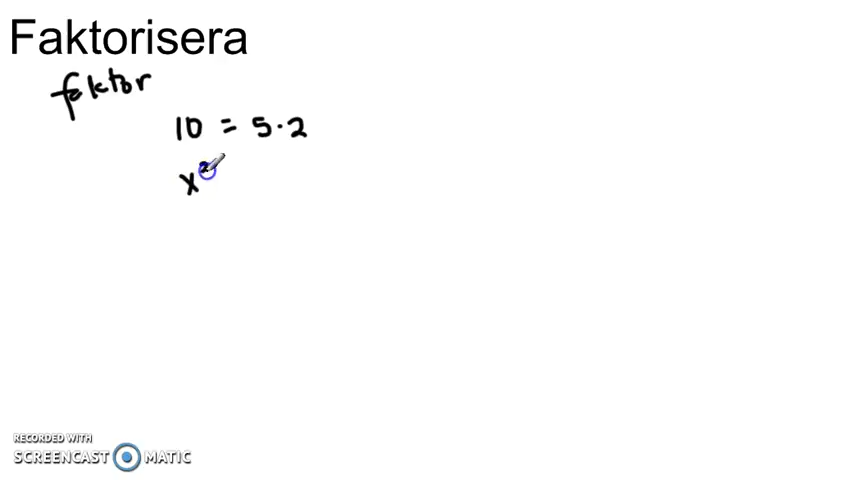 Faktorisera
faktor
10 = 5·2
x²
RECORDED WITH
SCREENCAST MATIC